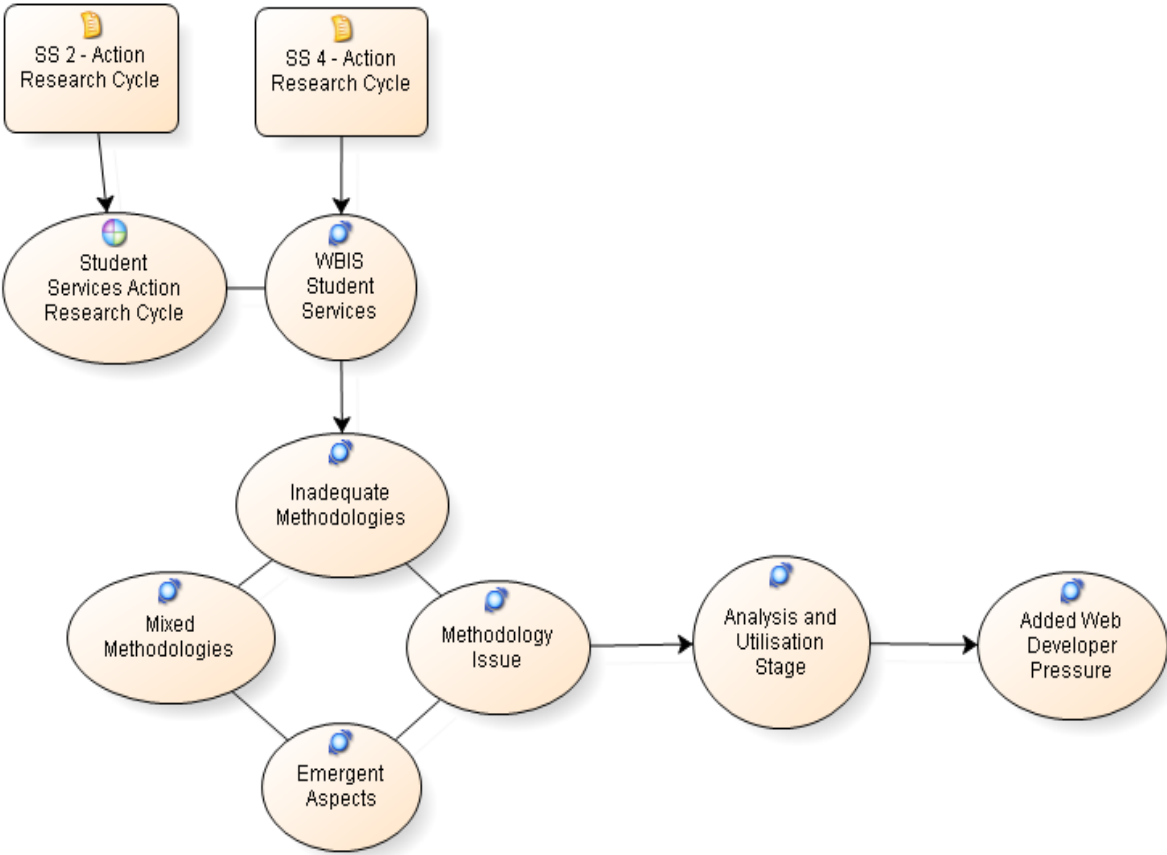 SS 2 - Action
Research Cycle
SS 4 - Action
Research Cycle
Student
Services Action
Research Cycle
WBIS
Student
Services
Inadequate
Methodologies
Mixed
Methodologies
Methodology
Issue
Analysis and
Utilisation
Stage
Added Web
Developer
Pressure
Emergent
Aspects